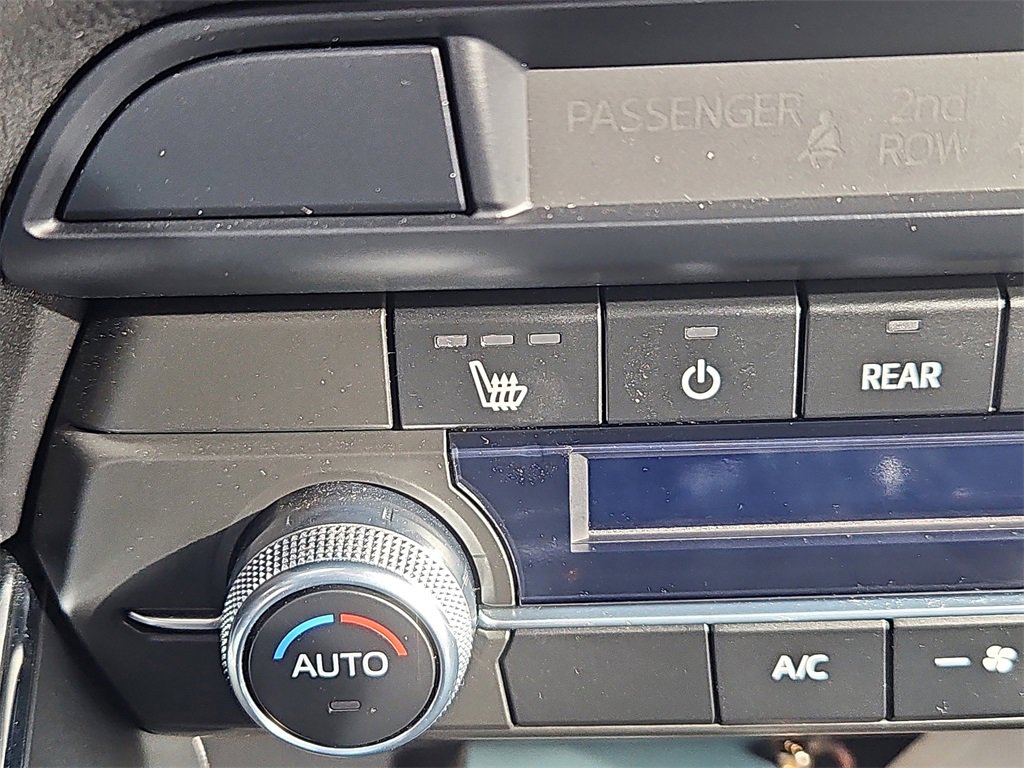 PASSENGER 2nd
ROW
REAR
AUTO
A/C